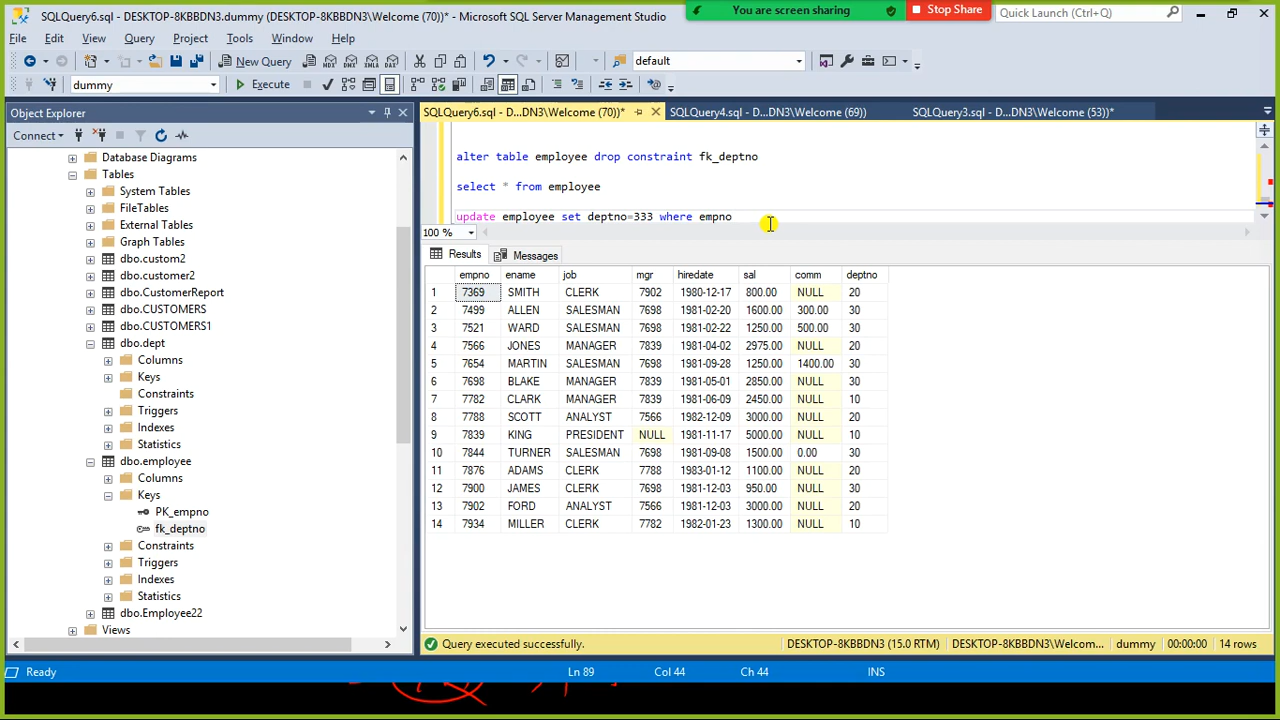 SQLQuery6.sql - DESKTOP-8KBBDN3.dummy (DESKTOP-8KBBDN3\Welcome (70))* - Microsoft SQL Server Management Studio
You are screen sharing
Stop Share
Quick Launch (Ctrl+Q)
File Edit View Query Project Tools Window Help
New Query default
dummy Execute
Object Explorer
SQLQuery6.sql - D...DN3\Welcome (70))* SQLQuery4.sql - D...DN3\Welcome (69)) SQLQuery3.sql - D...DN3\Welcome (53))*
Connect
Database Diagrams
Tables
System Tables
FileTables
External Tables
Graph Tables
dbo.custom2
dbo.customer2
dbo.CustomerReport
dbo.CUSTOMERS
dbo.CUSTOMERS1
dbo.dept
Columns
Keys
Constraints
Triggers
Indexes
Statistics
dbo.employee
Columns
Keys
PK_empno
fk_deptno
Constraints
Triggers
Indexes
Statistics
dbo.Employee22
Views
alter table employee drop constraint fk_deptno
select * from employee
update employee set deptno=333 where empno
100 %
Results Messages
empno ename job mgr hiredate sal comm deptno
1 7369 SMITH CLERK 7902 1980-12-17 800.00 NULL 20
2 7499 ALLEN SALESMAN 7698 1981-02-20 1600.00 300.00 30
3 7521 WARD SALESMAN 7698 1981-02-22 1250.00 500.00 30
4 7566 JONES MANAGER 7839 1981-04-02 2975.00 NULL 20
5 7654 MARTIN SALESMAN 7698 1981-09-28 1250.00 1400.00 30
6 7698 BLAKE MANAGER 7839 1981-05-01 2850.00 NULL 30
7 7782 CLARK MANAGER 7839 1981-06-09 2450.00 NULL 10
8 7788 SCOTT ANALYST 7566 1982-12-09 3000.00 NULL 20
9 7839 KING PRESIDENT NULL 1981-11-17 5000.00 NULL 10
10 7844 TURNER SALESMAN 7698 1981-09-08 1500.00 0.00 30
11 7876 ADAMS CLERK 7788 1983-01-12 1100.00 NULL 20
12 7900 JAMES CLERK 7698 1981-12-03 950.00 NULL 30
13 7902 FORD ANALYST 7566 1981-12-03 3000.00 NULL 20
14 7934 MILLER CLERK 7782 1982-01-23 1300.00 NULL 10
Query executed successfully. DESKTOP-8KBBDN3 (15.0 RTM) DESKTOP-8KBBDN3\Welcom... dummy 00:00:00 14 rows
Ready Ln 89 Col 44 Ch 44 INS